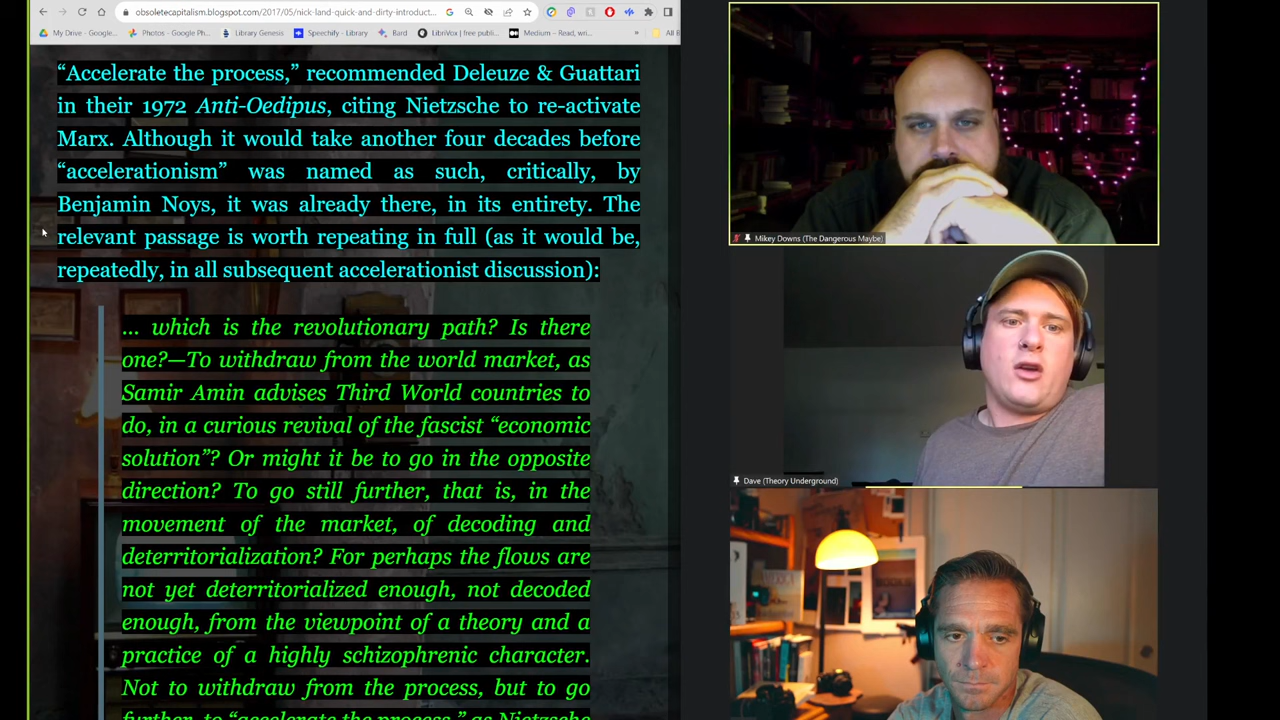 obsoletecapitalism.blogspot.com/2017/05/nick-land-quick-and-dirty-introduct...
My Drive - Google...
Photos - Google Ph...
Library Genesis
Speechify - Library
Bard
LibriVox | free publi...
Medium – Read, wri...
»
All B
“Accelerate the process,” recommended Deleuze & Guattari
in their 1972 Anti-Oedipus, citing Nietzsche to re-activate
Marx. Although it would take another four decades before
“accelerationism” was named as such, critically, by
Benjamin Noys, it was already there, in its entirety. The
relevant passage is worth repeating in full (as it would be,
repeatedly, in all subsequent accelerationist discussion):
... which is the revolutionary path? Is there
one?—To withdraw from the world market, as
Samir Amin advises Third World countries to
do, in a curious revival of the fascist “economic
solution”? Or might it be to go in the opposite
direction? To go still further, that is, in the
movement of the market, of decoding and
deterritorialization? For perhaps the flows are
not yet deterritorialized enough, not decoded
enough, from the viewpoint of a theory and a
practice of a highly schizophrenic character.
Not to withdraw from the process, but to go
further, to “accelerate the process,” as Nietzsche
Mikey Downs (The Dangerous Maybe)
Dave (Theory Underground)